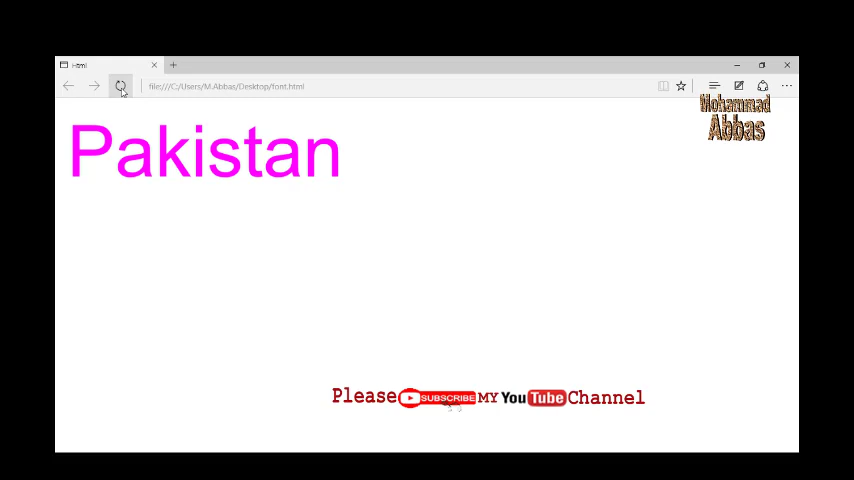 Html
file:///C:/Users/M.Abbas/Desktop/font.html
Mohammad
Abbas
Pakistan
Please SUBSCRIBE MY YouTube Channel